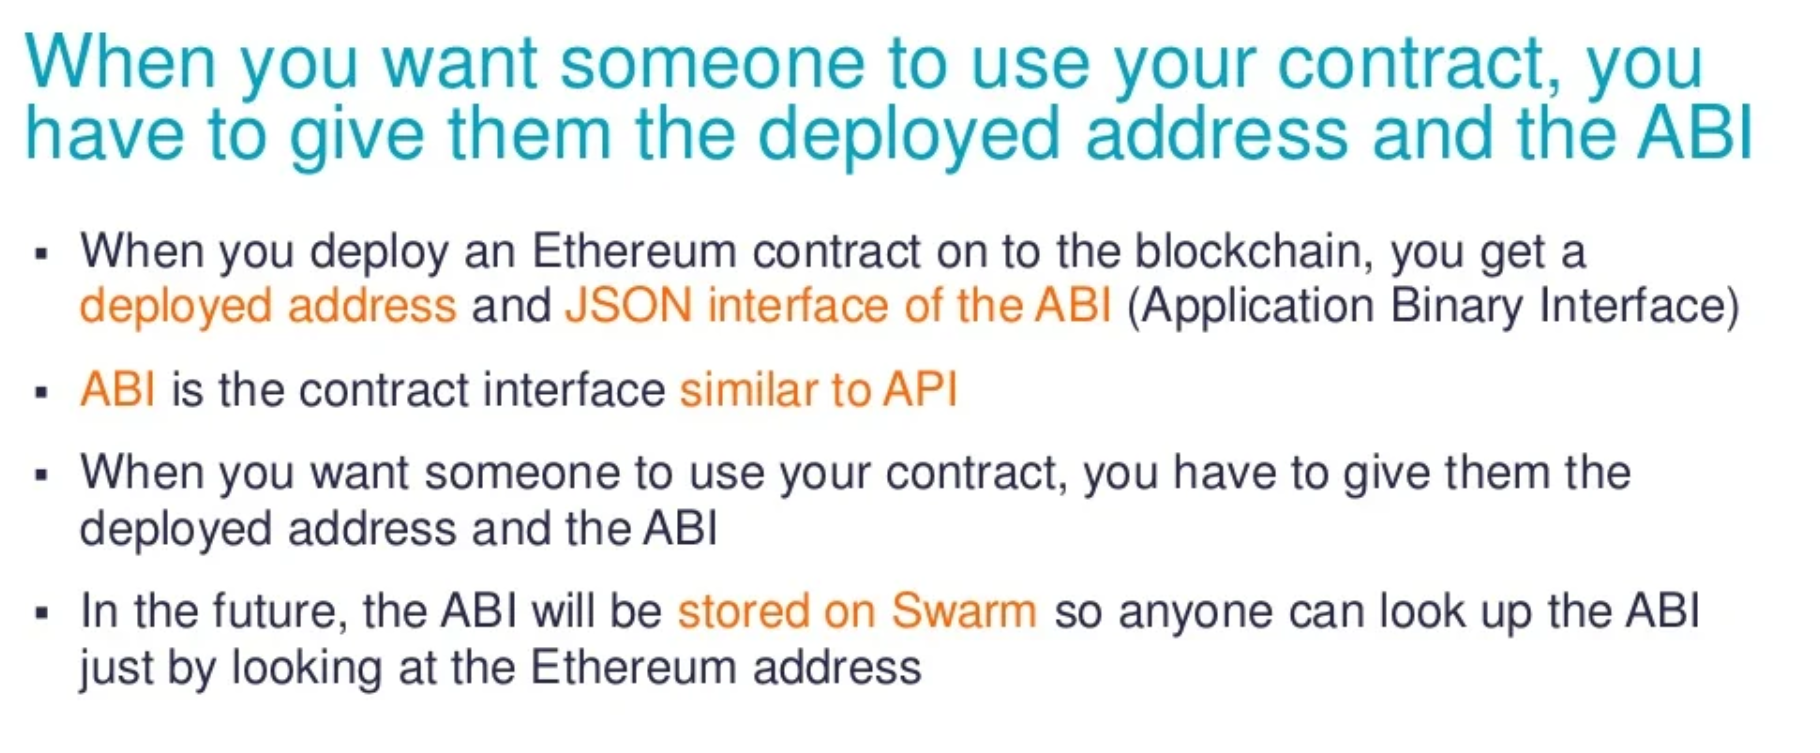 When you want someone to use your contract, you
have to give them the deployed address and the ABI
▪ When you deploy an Ethereum contract on to the blockchain, you get a
deployed address and JSON interface of the ABI (Application Binary Interface)
▪ ABI is the contract interface similar to API
▪ When you want someone to use your contract, you have to give them the
deployed address and the ABI
▪ In the future, the ABI will be stored on Swarm so anyone can look up the ABI
just by looking at the Ethereum address